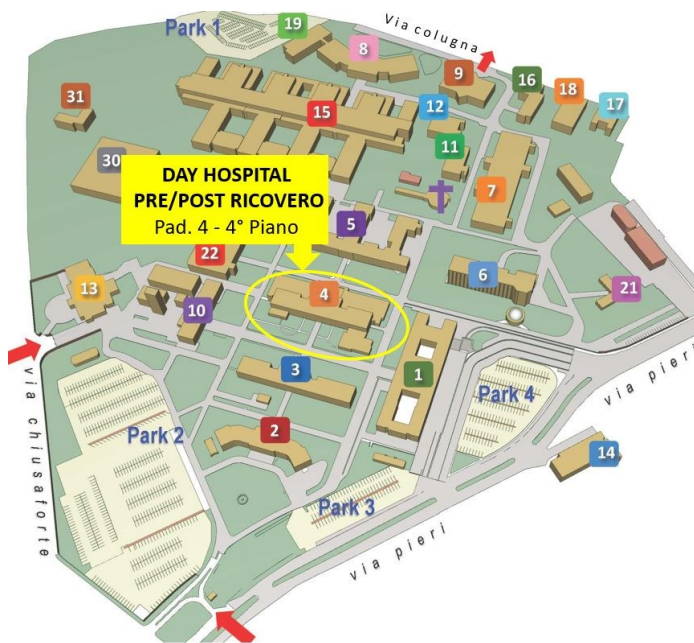 Park 1
19
Via colugna
8
9
16
18
17
31
15
12
11
30
7
DAY HOSPITAL
PRE/POST RICOVERO
Pad. 4 - 4° Piano
5
22
6
13
4
21
10
3
1
via chiusaforte
Park 2
2
Park 4
via pieri
14
Park 3
via pieri